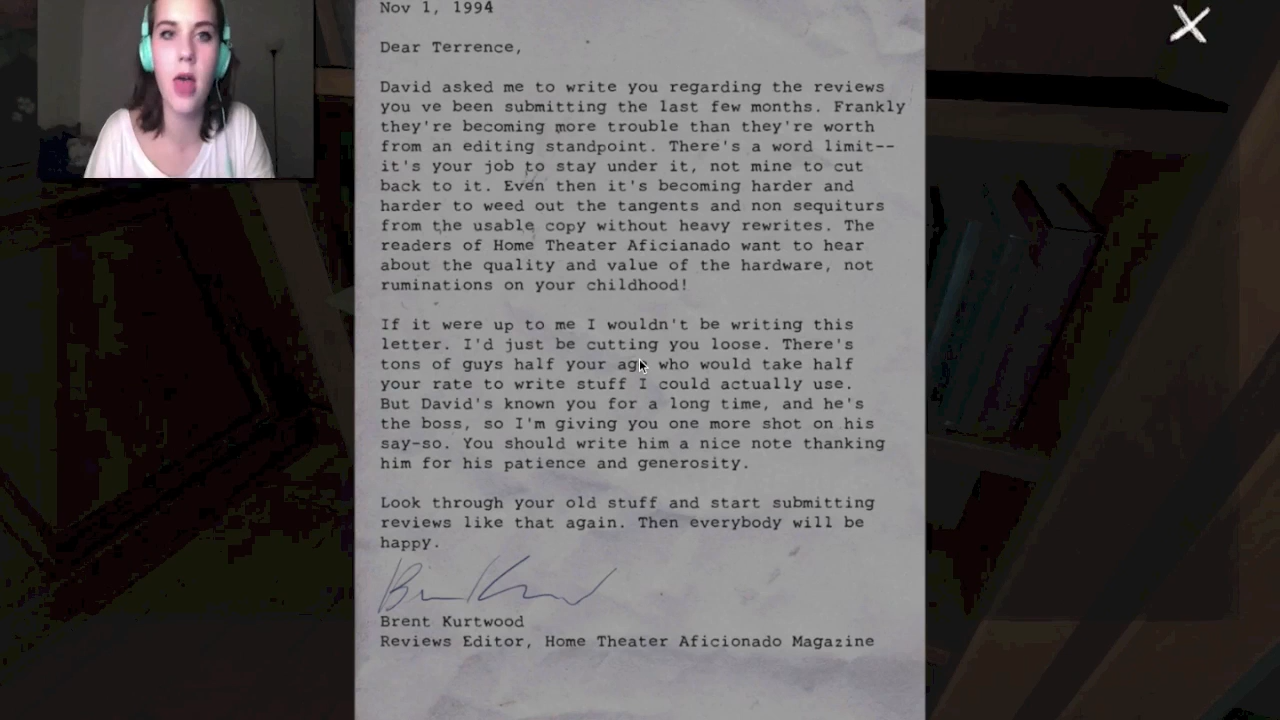 Nov 1, 1994
Dear Terrence,
David asked me to write you regarding the reviews
you ve been submitting the last few months. Frankly
they're becoming more trouble than they're worth
from an editing standpoint. There's a word limit--
it's your job to stay under it, not mine to cut
back to it. Even then it's becoming harder and
harder to weed out the tangents and non sequiturs
from the usable copy without heavy rewrites. The
readers of Home Theater Aficianado want to hear
about the quality and value of the hardware, not
ruminations on your childhood!
If it were up to me I wouldn't be writing this
letter. I'd just be cutting you loose. There's
tons of guys half your age who would take half
your rate to write stuff I could actually use.
But David's known you for a long time, and he's
the boss, so I'm giving you one more shot on his
say-so. You should write him a nice note thanking
him for his patience and generosity.
Look through your old stuff and start submitting
reviews like that again. Then everybody will be
happy.
Brent Kurtwood
Reviews Editor, Home Theater Aficionado Magazine